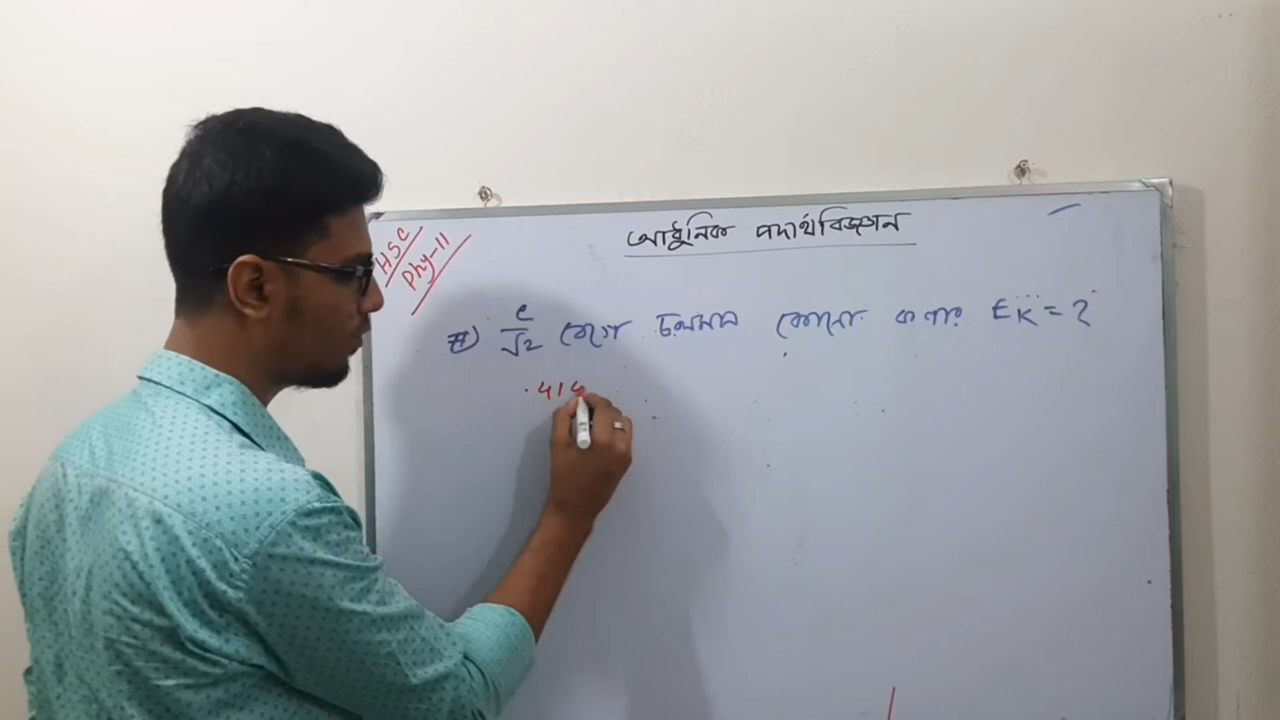 HSC
Phy-II
আধুনিক পদার্থবিজ্ঞান
#) c/√2 বেগে চলমান কোনো কণার EK = ?
.414